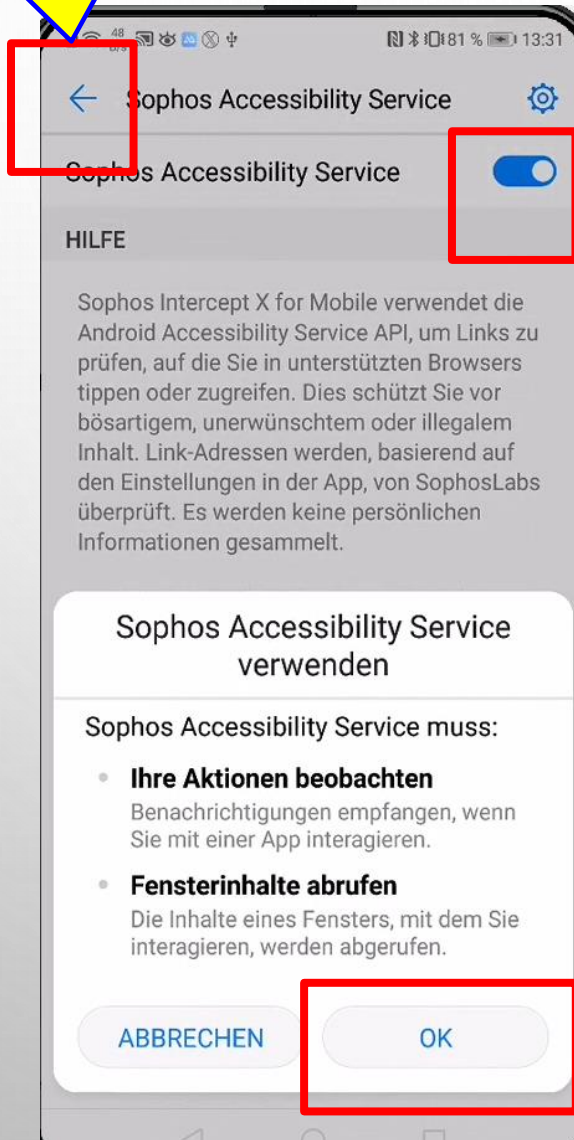 48
B/s
81 % 13:31
Sophos Accessibility Service
Sophos Accessibility Service
HILFE
Sophos Intercept X for Mobile verwendet die
Android Accessibility Service API, um Links zu
prüfen, auf die Sie in unterstützten Browsers
tippen oder zugreifen. Dies schützt Sie vor
bösartigem, unerwünschtem oder illegalem
Inhalt. Link-Adressen werden, basierend auf
den Einstellungen in der App, von SophosLabs
überprüft. Es werden keine persönlichen
Informationen gesammelt.
Sophos Accessibility Service
verwenden
Sophos Accessibility Service muss:
Ihre Aktionen beobachten
Benachrichtigungen empfangen, wenn
Sie mit einer App interagieren.
Fensterinhalte abrufen
Die Inhalte eines Fensters, mit dem Sie
interagieren, werden abgerufen.
ABBRECHEN OK